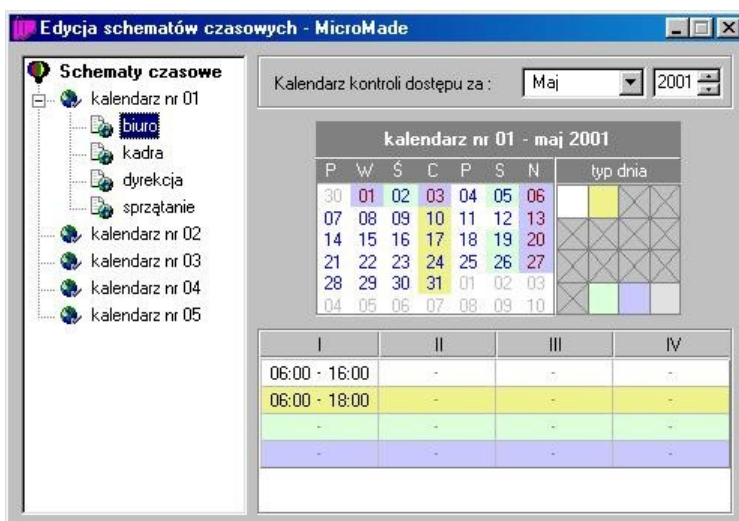 Edycja schematów czasowych - MicroMade
Schematy czasowe
kalendarz nr 01
biuro
kadra
dyrekcja
sprzątanie
kalendarz nr 02
kalendarz nr 03
kalendarz nr 04
kalendarz nr 05
Kalendarz kontroli dostępu za : Maj 2001
kalendarz nr 01 - maj 2001
P W Ś C P S N typ dnia
30 01 02 03 04 05 06
07 08 09 10 11 12 13
14 15 16 17 18 19 20
21 22 23 24 25 26 27
28 29 30 31 01 02 03
04 05 06 07 08 09 10
I II III IV
06:00 - 16:00 - - -
06:00 - 18:00 - - -
- - - -
- - - -